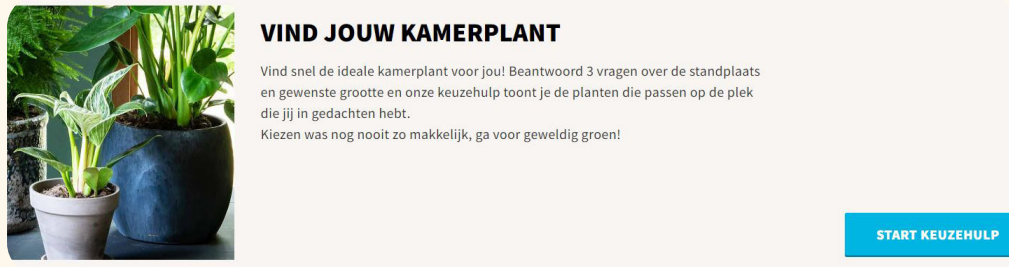 VIND JOUW KAMERPLANT
Vind snel de ideale kamerplant voor jou! Beantwoord 3 vragen over de standplaats
en gewenste grootte en onze keuzehulp toont je de planten die passen op de plek
die jij in gedachten hebt.
Kiezen was nog nooit zo makkelijk, ga voor geweldig groen!
START KEUZEHULP